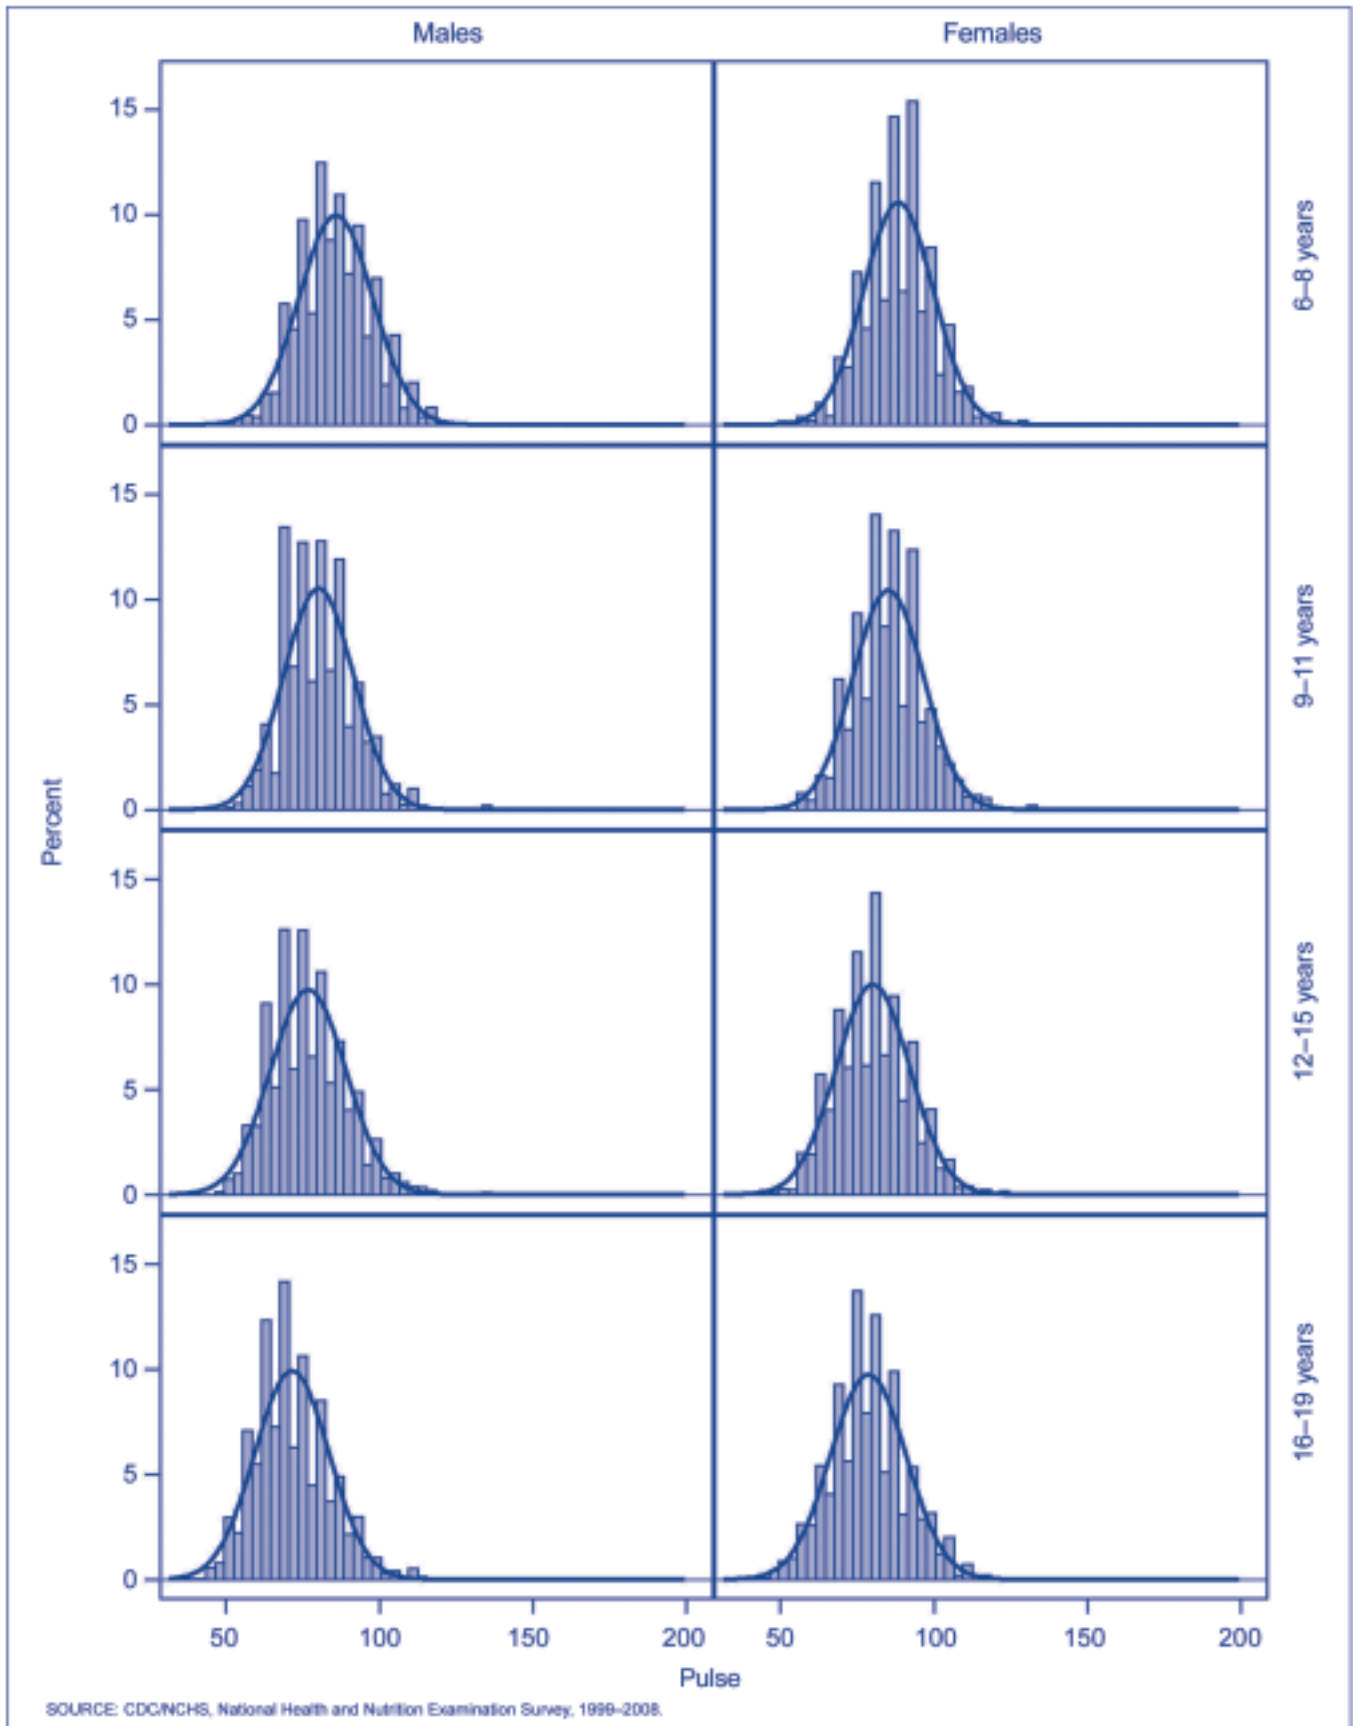 Males Females
15
10
5
0
6–8 years
15
10
5
0
9–11 years
Percent
15
10
5
0
12–15 years
15
10
5
0
16–19 years
50 100 150 200 50 100 150 200
Pulse
SOURCE: CDC/NCHS, National Health and Nutrition Examination Survey, 1999–2008.